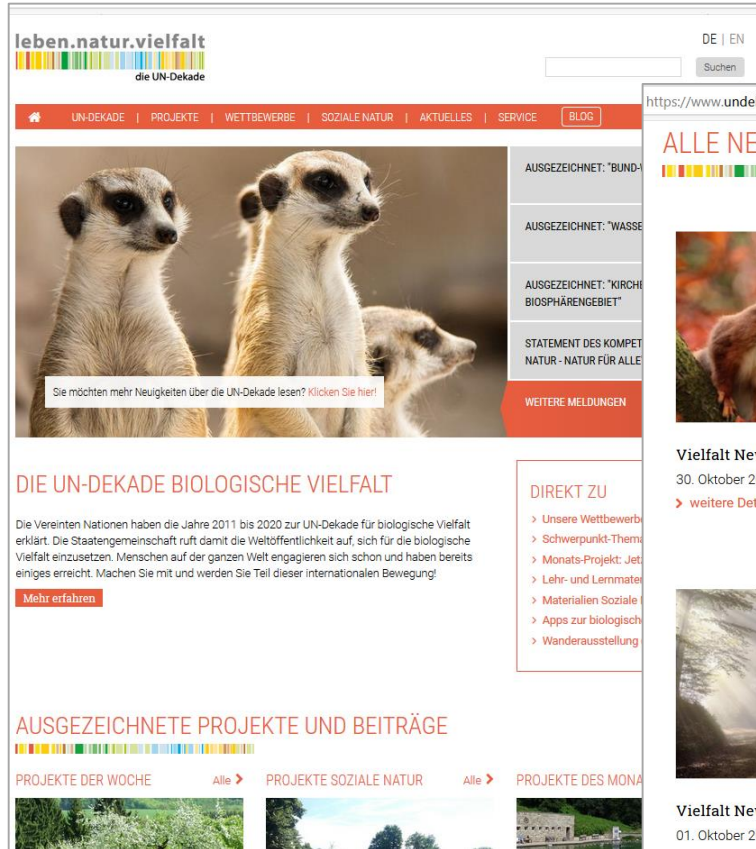 leben.natur.vielfalt
die UN-Dekade
DE | EN
Suchen
UN-DEKADE | PROJEKTE | WETTBEWERBE | SOZIALE NATUR | AKTUELLES | SERVICE BLOG
AUSGEZEICHNET: "BUND-
AUSGEZEICHNET: "WASSE
AUSGEZEICHNET: "KIRCHE
BIOSPHÄRENGEBIET"
STATEMENT DES KOMPET
NATUR - NATUR FÜR ALLE
WEITERE MELDUNGEN
Sie möchten mehr Neuigkeiten über die UN-Dekade lesen? Klicken Sie hier!
DIE UN-DEKADE BIOLOGISCHE VIELFALT
Die Vereinten Nationen haben die Jahre 2011 bis 2020 zur UN-Dekade für biologische Vielfalt
erklärt. Die Staatengemeinschaft ruft damit die Weltöffentlichkeit auf, sich für die biologische
Vielfalt einzusetzen. Menschen auf der ganzen Welt engagieren sich schon und haben bereits
einiges erreicht. Machen Sie mit und werden Sie Teil dieser internationalen Bewegung!
Mehr erfahren
DIREKT ZU
> Unsere Wettbewerb
> Schwerpunkt-Thema
> Monats-Projekt: Jet
> Lehr- und Lernmate
> Materialien Soziale
> Apps zur biologisch
> Wanderausstellung
AUSGEZEICHNETE PROJEKTE UND BEITRÄGE
PROJEKTE DER WOCHE Alle >
PROJEKTE SOZIALE NATUR Alle >
PROJEKTE DES MONA
https://www.unde
ALLE NE
Vielfalt Ne
30. Oktober 2
> weitere Det
Vielfalt Ne
01. Oktober 2